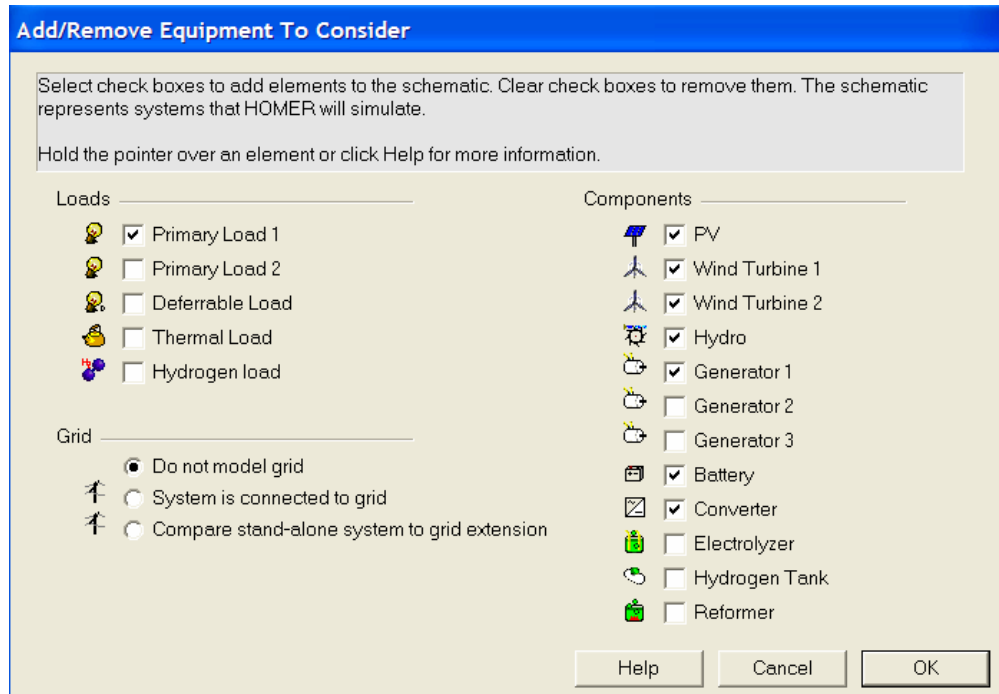 Add/Remove Equipment To Consider
Select check boxes to add elements to the schematic. Clear check boxes to remove them. The schematic
represents systems that HOMER will simulate.
Hold the pointer over an element or click Help for more information.
Loads
Primary Load 1
Primary Load 2
Deferrable Load
Thermal Load
Hydrogen load
Grid
Do not model grid
System is connected to grid
Compare stand-alone system to grid extension
Components
PV
Wind Turbine 1
Wind Turbine 2
Hydro
Generator 1
Generator 2
Generator 3
Battery
Converter
Electrolyzer
Hydrogen Tank
Reformer
Help
Cancel
OK